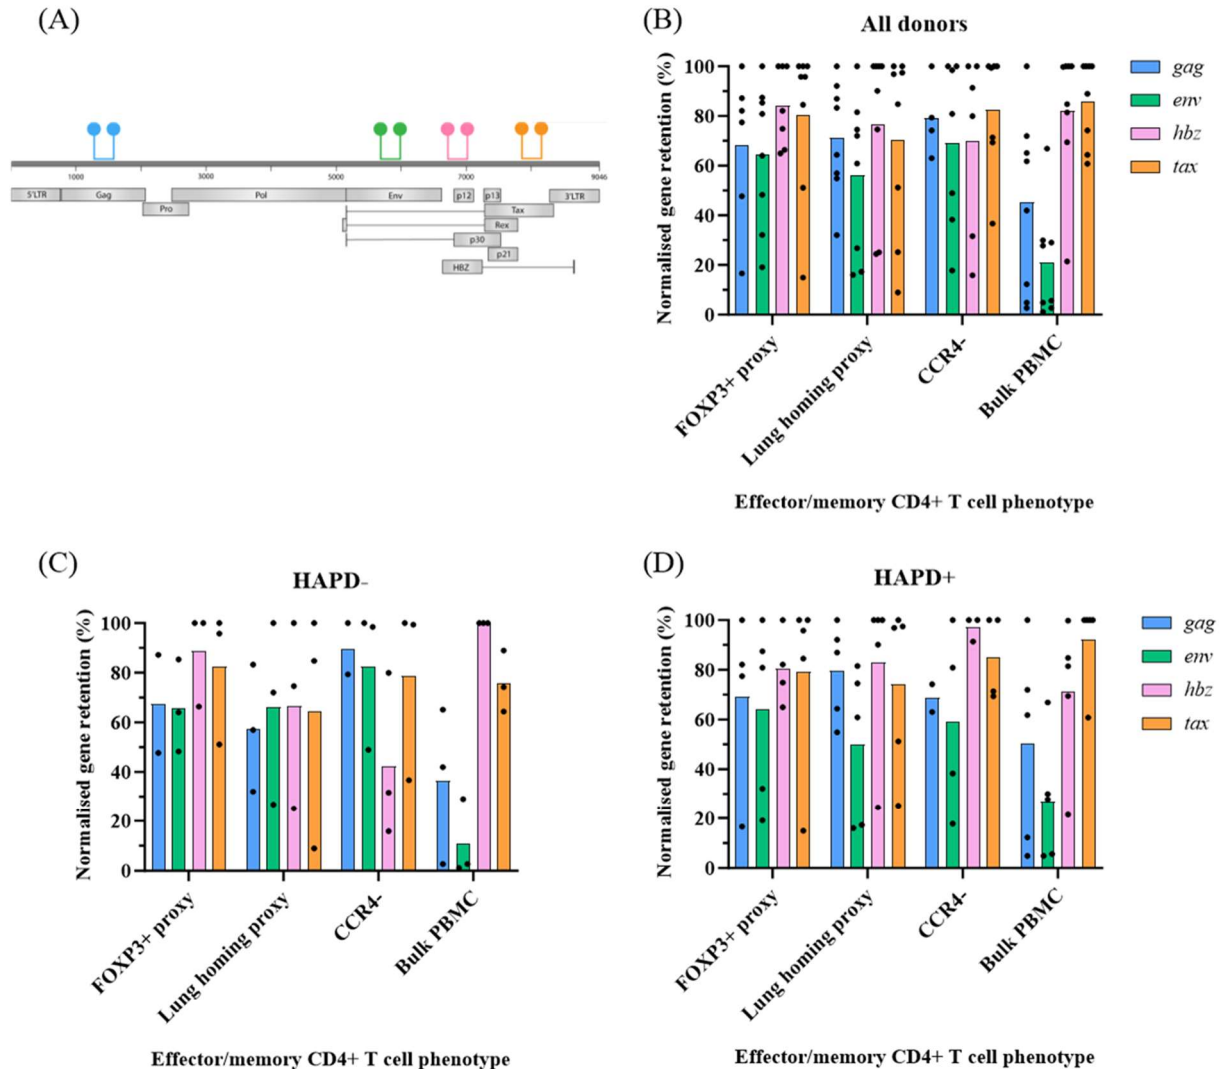 (A)
1000 3000 5000 7000 9046
5'LTR Gag Pol Env p12 p13 3'LTR
Pro Tax
Rex
p30
p21
HBZ
(B)
All donors
Normalised gene retention (%)
100
80
60
40
20
0
FOXP3+ proxy
Lung homing proxy
CCR4-
Bulk PBMC
Effector/memory CD4+ T cell phenotype
gag
env
hbz
tax
(C)
HAPD-
Normalised gene retention (%)
100
80
60
40
20
0
FOXP3+ proxy
Lung homing proxy
CCR4-
Bulk PBMC
Effector/memory CD4+ T cell phenotype
(D)
HAPD+
Normalised gene retention (%)
100
80
60
40
20
0
FOXP3+ proxy
Lung homing proxy
CCR4-
Bulk PBMC
Effector/memory CD4+ T cell phenotype
gag
env
hbz
tax